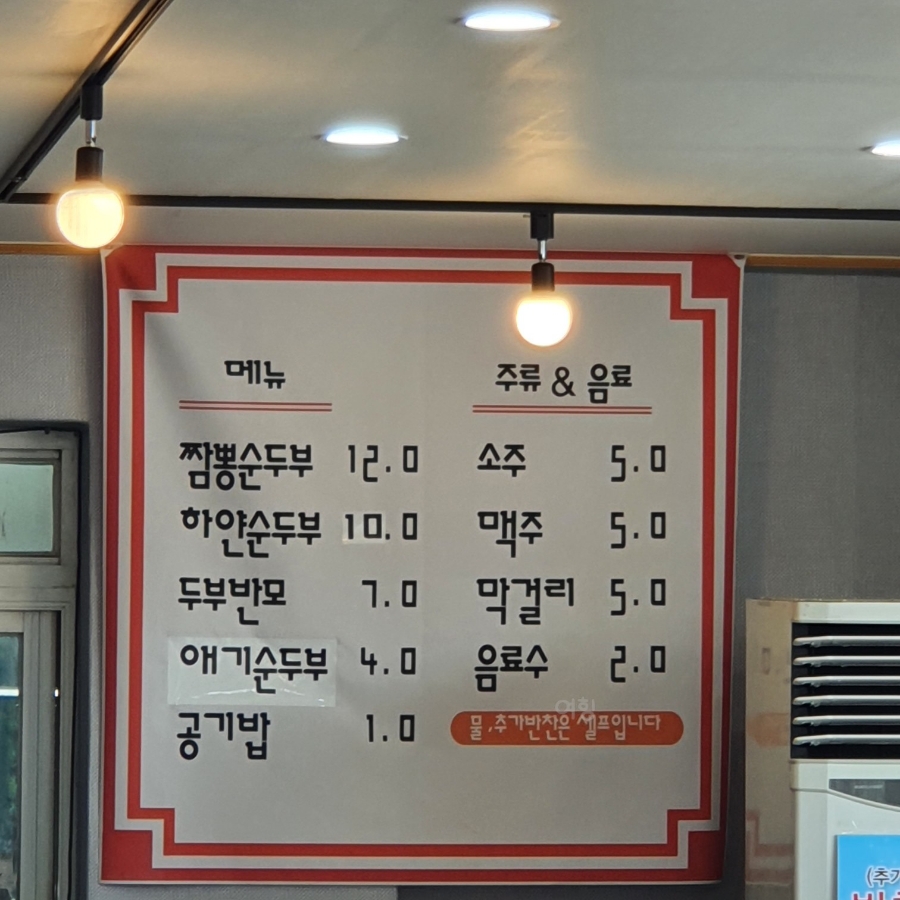 메뉴
짬뽕순두부 12.0
하얀순두부 10.0
두부반모 7.0
애기순두부 4.0
공기밥 1.0
주류 & 음료
소주 5.0
맥주 5.0
막걸리 5.0
음료수 2.0
물,추가반찬은 셀프입니다
(추가